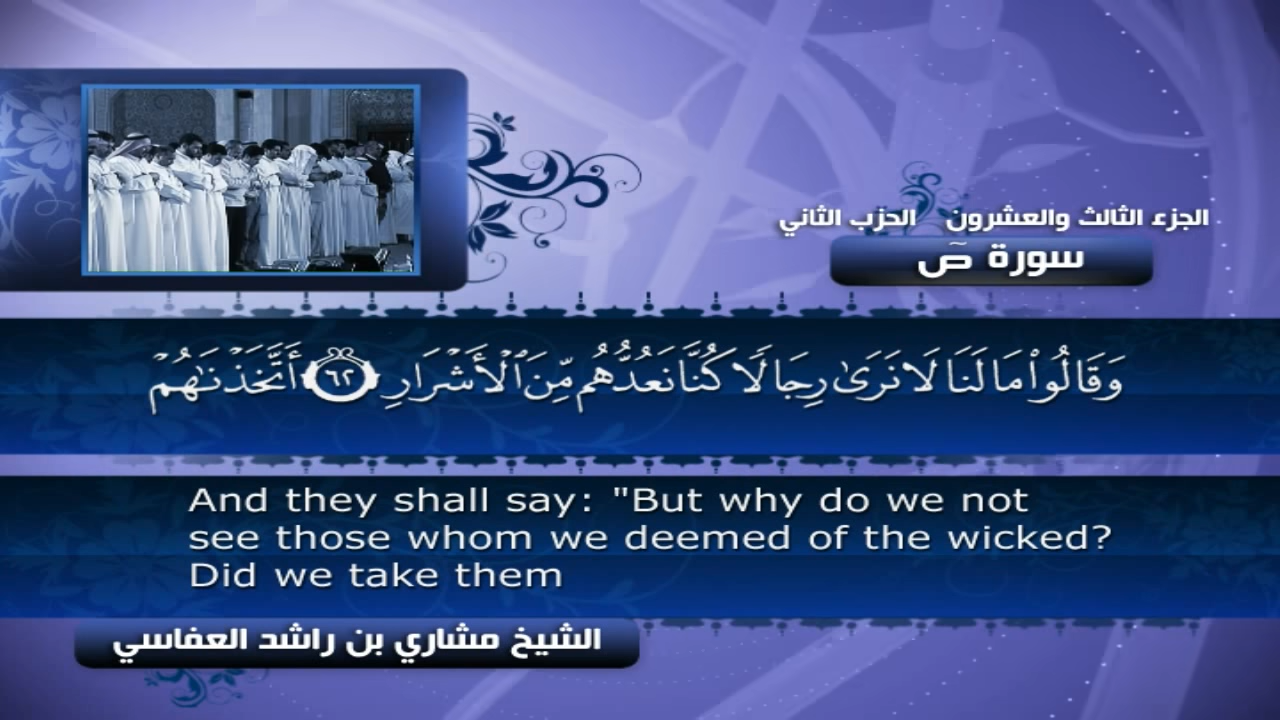 الجزء الثالث والعشرون الحزب الثاني
سورة صۤ
وَقَالُوا۟ مَا لَنَا لَا نَرَىٰ رِجَالًا كُنَّا نَعُدُّهُم مِّنَ ٱلْأَشْرَارِ ٦٢ أَتَّخَذْنَٰهُمْ
And they shall say: "But why do we not
see those whom we deemed of the wicked?
Did we take them
الشيخ مشاري بن راشد العفاسي